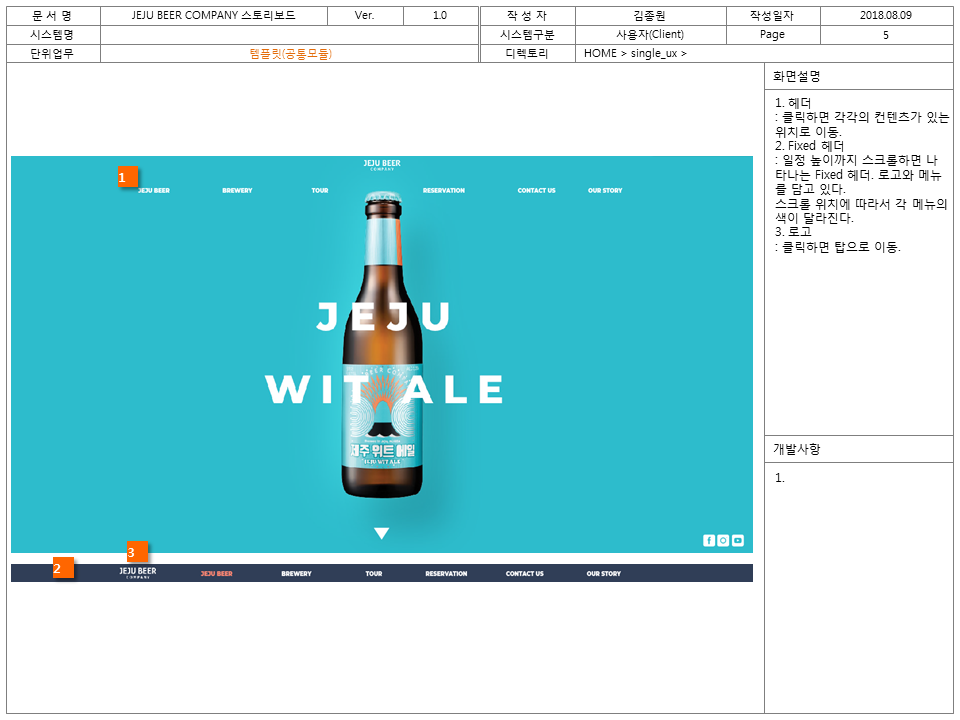 문 서 명 JEJU BEER COMPANY 스토리보드 Ver. 1.0 작 성 자 김종원 작성일자 2018.08.09
시스템명 시스템구분 사용자(Client) Page 5
단위업무 템플릿(공통모듈) 디렉토리 HOME > single_ux >
화면설명
1. 헤더
: 클릭하면 각각의 컨텐츠가 있는
위치로 이동.
2. Fixed 헤더
: 일정 높이까지 스크롤하면 나
타나는 Fixed 헤더. 로고와 메뉴
를 담고 있다.
스크롤 위치에 따라서 각 메뉴의
색이 달라진다.
3. 로고
: 클릭하면 탑으로 이동.
JEJU BEER
COMPANY
1
JEJU BEER BREWERY TOUR RESERVATION CONTACT US OUR STORY
JEJU
WIT ALE
제주 위트 에일
JEJU WIT ALE
개발사항
1.
3
2
JEJU BEER
COMPANY
JEJU BEER BREWERY TOUR RESERVATION CONTACT US OUR STORY